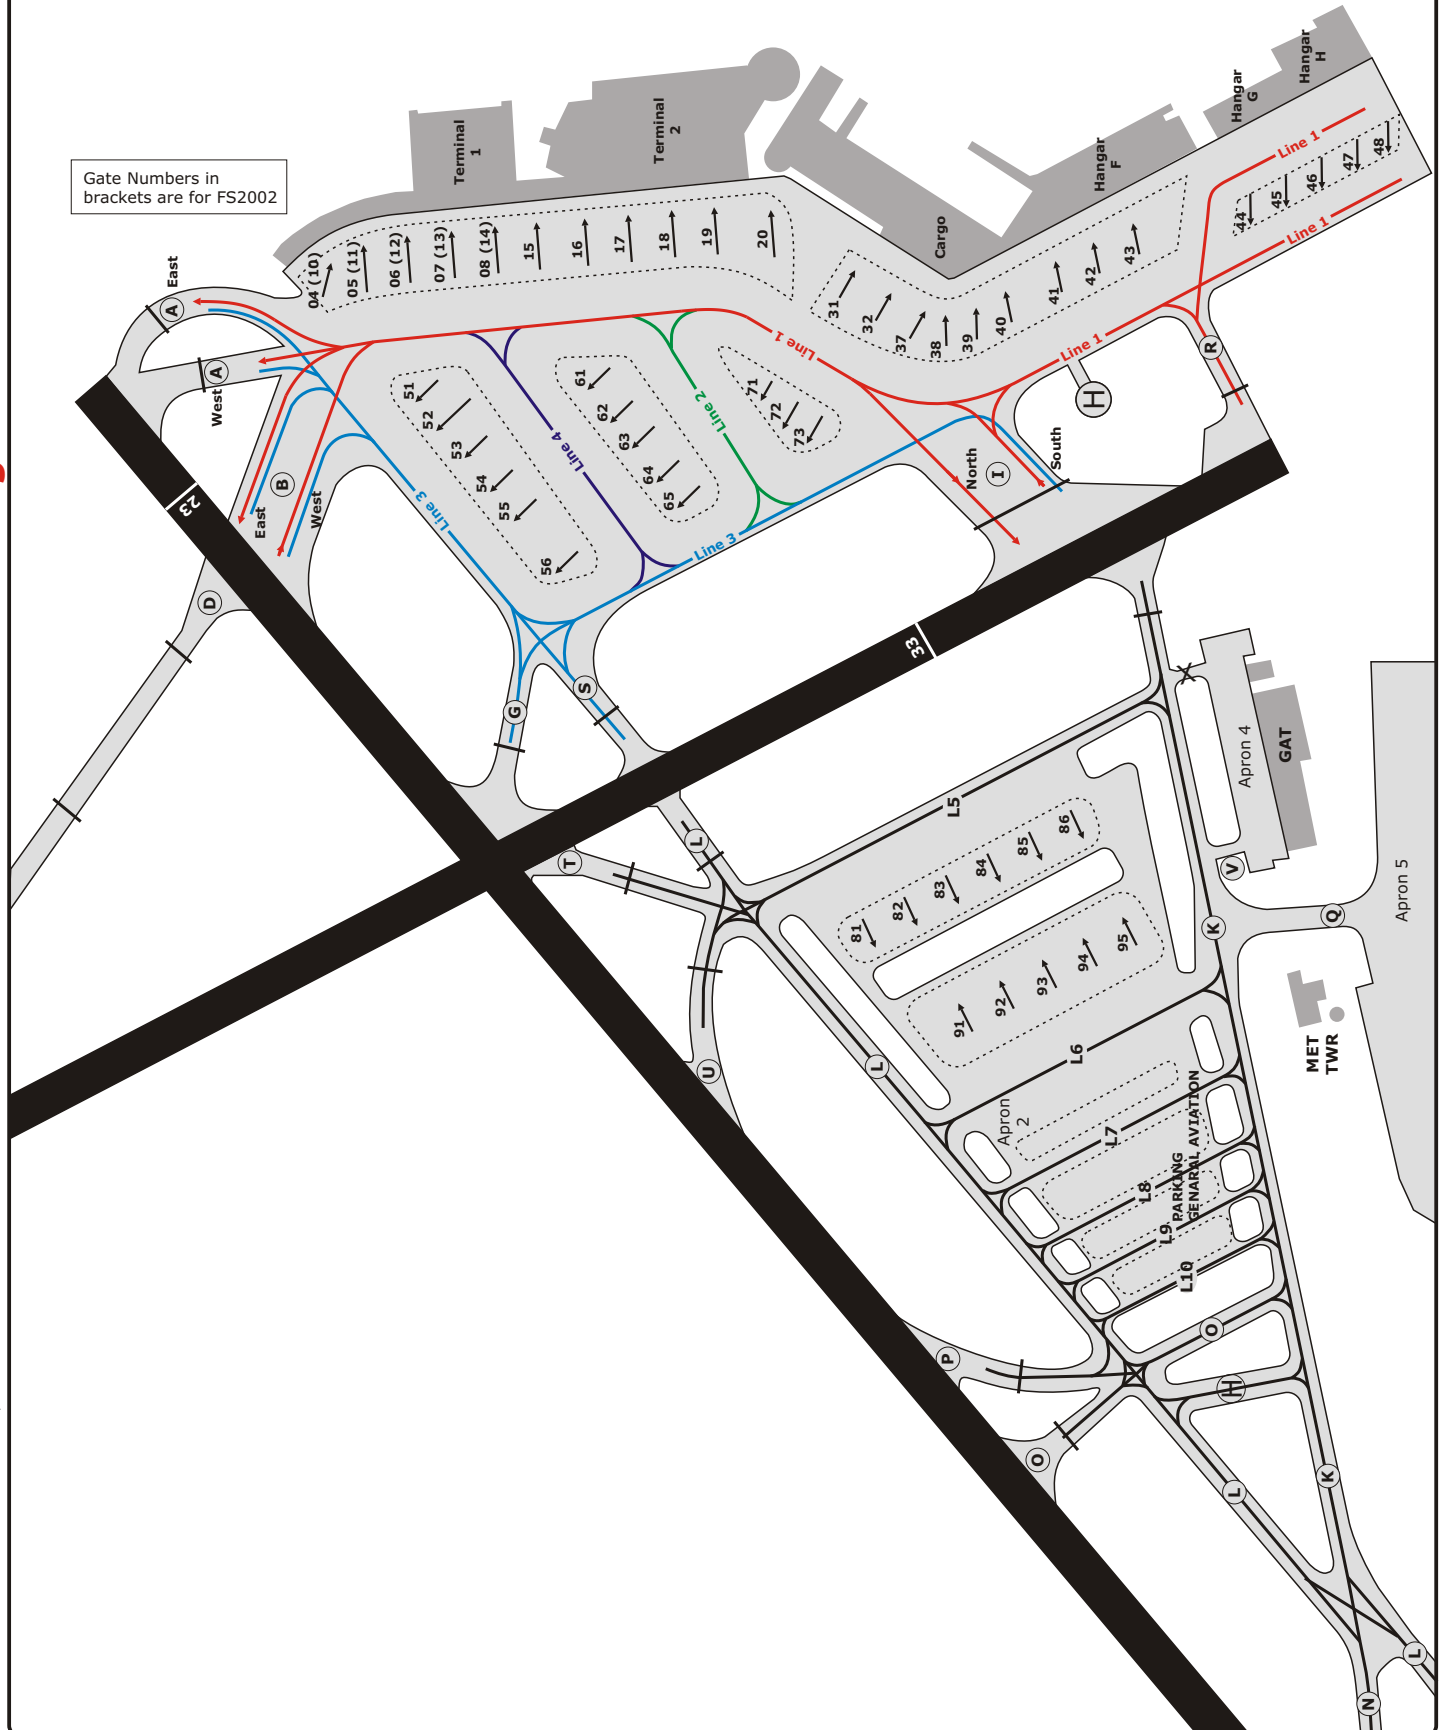 Gate Numbers in
brackets are for FS2002
Terminal
1
Terminal
2
Hangar
H
Hangar
G
Hangar
F
Cargo
East
A
A
West
04 (10)
05 (11)
06 (12)
07 (13)
08 (14)
15
16
17
18
19
20
31
32
37
38
39
40
41
42
43
44
45
46
47
48
Line 1
Line 1
Line 1
Line 1
R
H
South
North
I
23
B
East
West
D
51
52
53
54
55
56
61
62
63
64
65
71
72
73
Line 2
Line 4
Line 3
Line 3
33
G
S
T
L
U
L5
X
Apron 4
GAT
V
Q
Apron 5
K
81
82
83
84
85
86
91
92
93
94
95
L
L6
MET
TWR
Apron
2
L7
L8
L9
L10
PARKING
GENARAL AVIATION
P
O
O
H
L
K
L
N